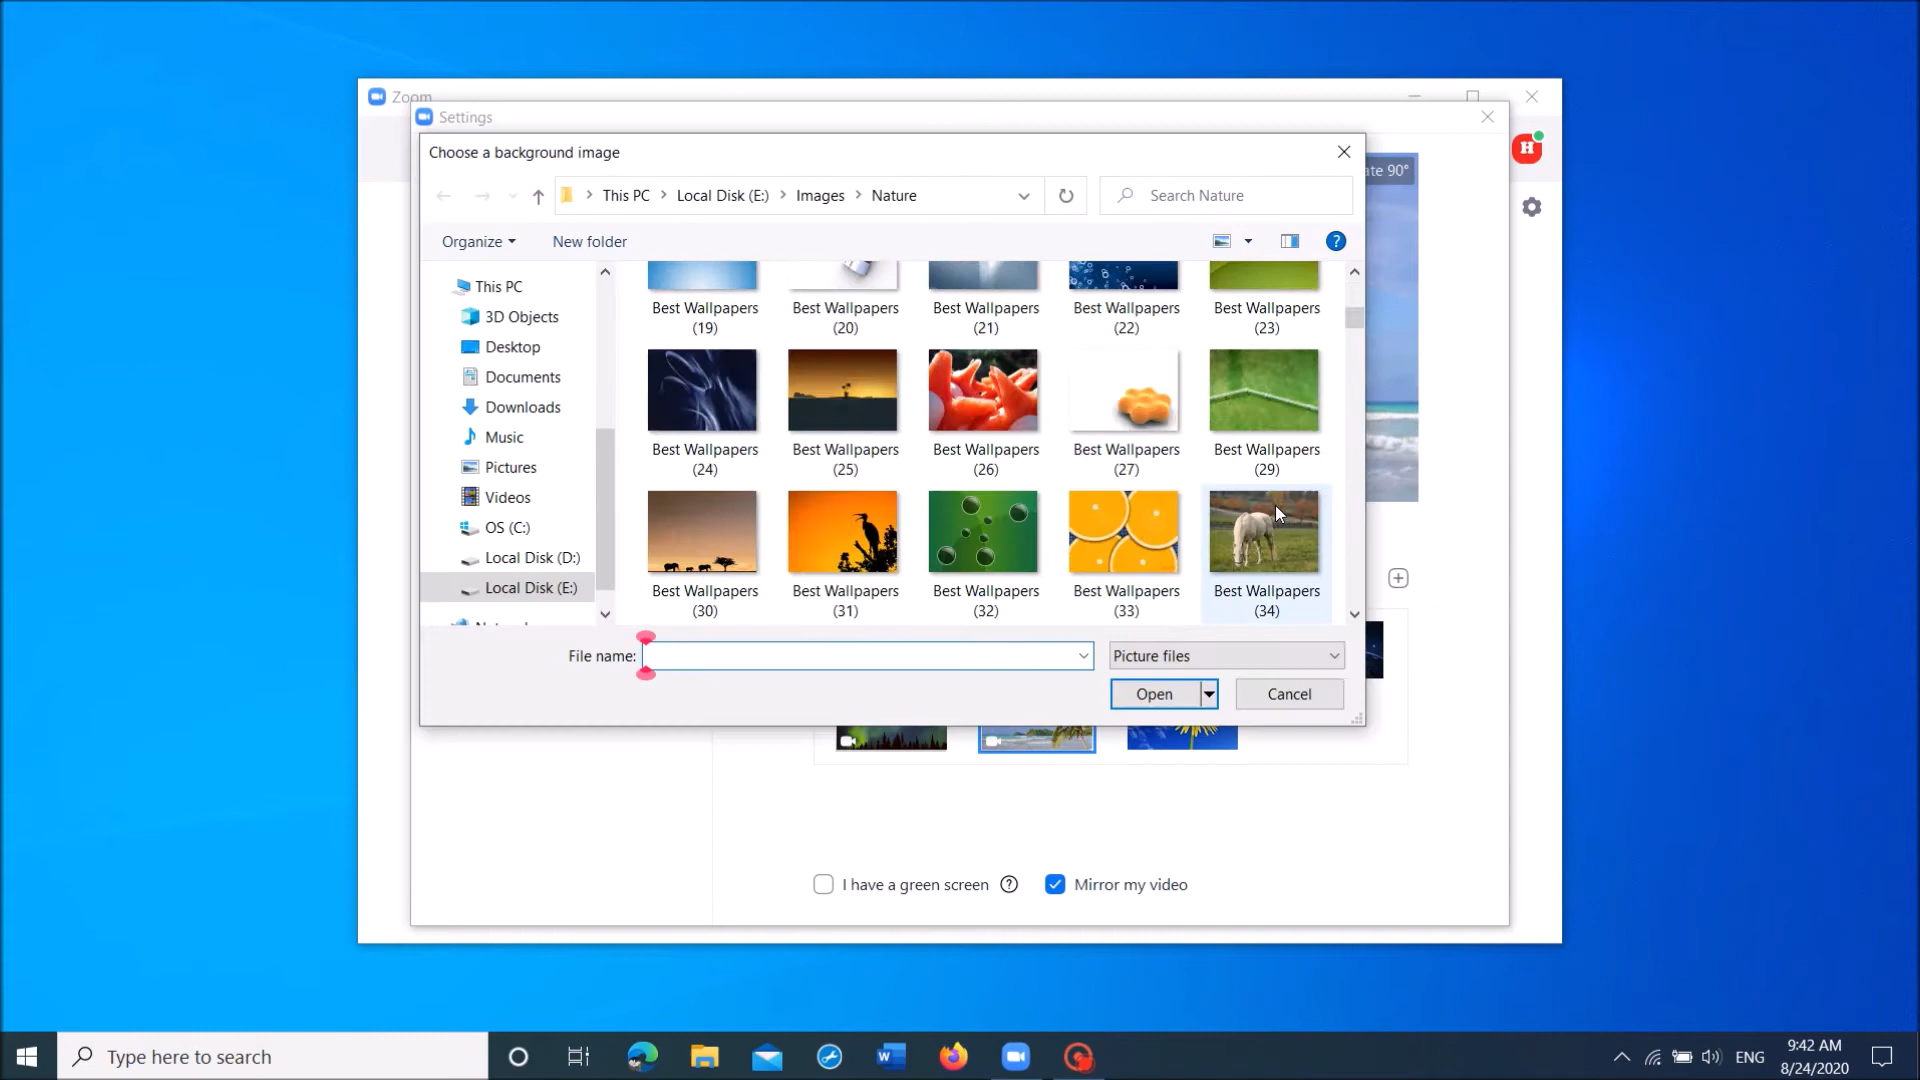 Zoom
Settings
Choose a background image
ate 90°
This PC Local Disk (E:) Images Nature
Search Nature
Organize
New folder
This PC
3D Objects
Desktop
Documents
Downloads
Music
Pictures
Videos
OS (C:)
Local Disk (D:)
Local Disk (E:)
Best Wallpapers (19)
Best Wallpapers (20)
Best Wallpapers (21)
Best Wallpapers (22)
Best Wallpapers (23)
Best Wallpapers (24)
Best Wallpapers (25)
Best Wallpapers (26)
Best Wallpapers (27)
Best Wallpapers (29)
Best Wallpapers (30)
Best Wallpapers (31)
Best Wallpapers (32)
Best Wallpapers (33)
Best Wallpapers (34)
File name:
Picture files
Open
Cancel
H
I have a green screen
Mirror my video
Type here to search
ENG
9:42 AM
8/24/2020